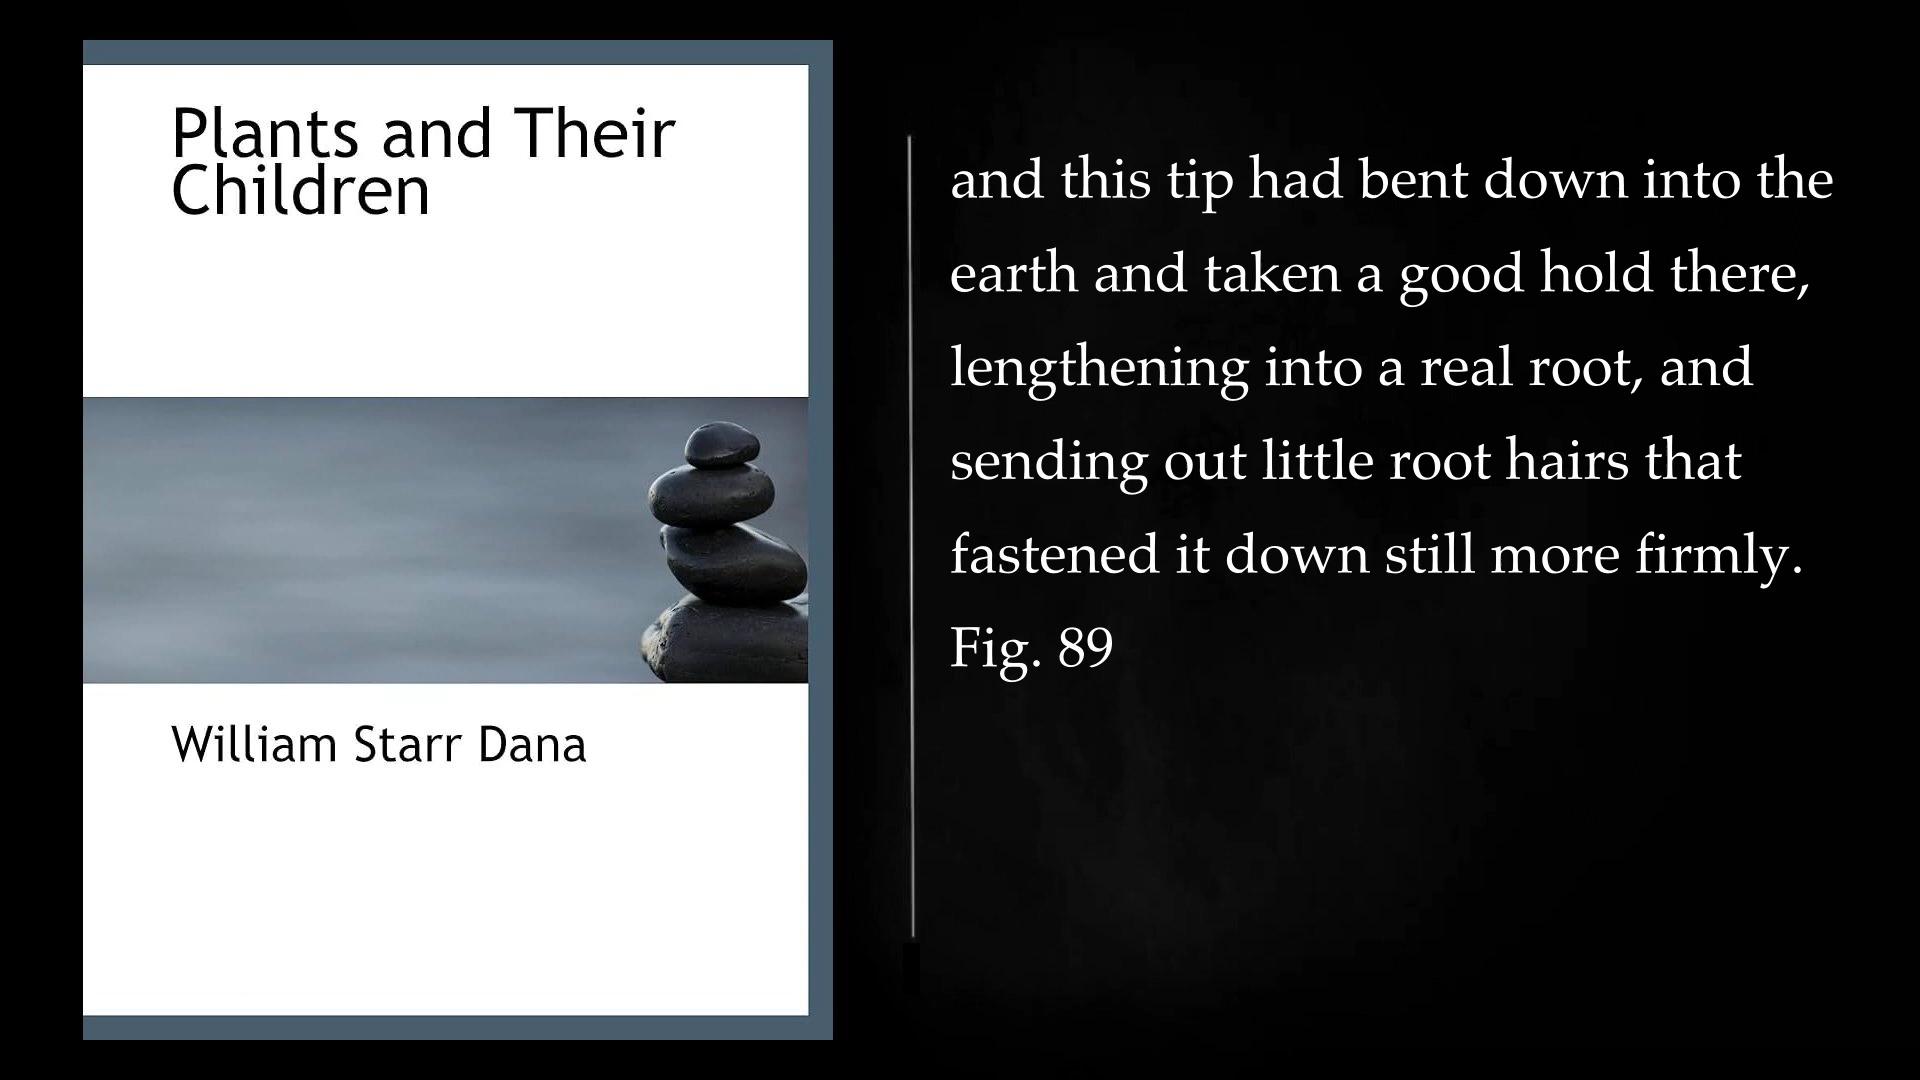 Plants and Their
Children
William Starr Dana
and this tip had bent down into the
earth and taken a good hold there,
lengthening into a real root, and
sending out little root hairs that
fastened it down still more firmly.
Fig. 89